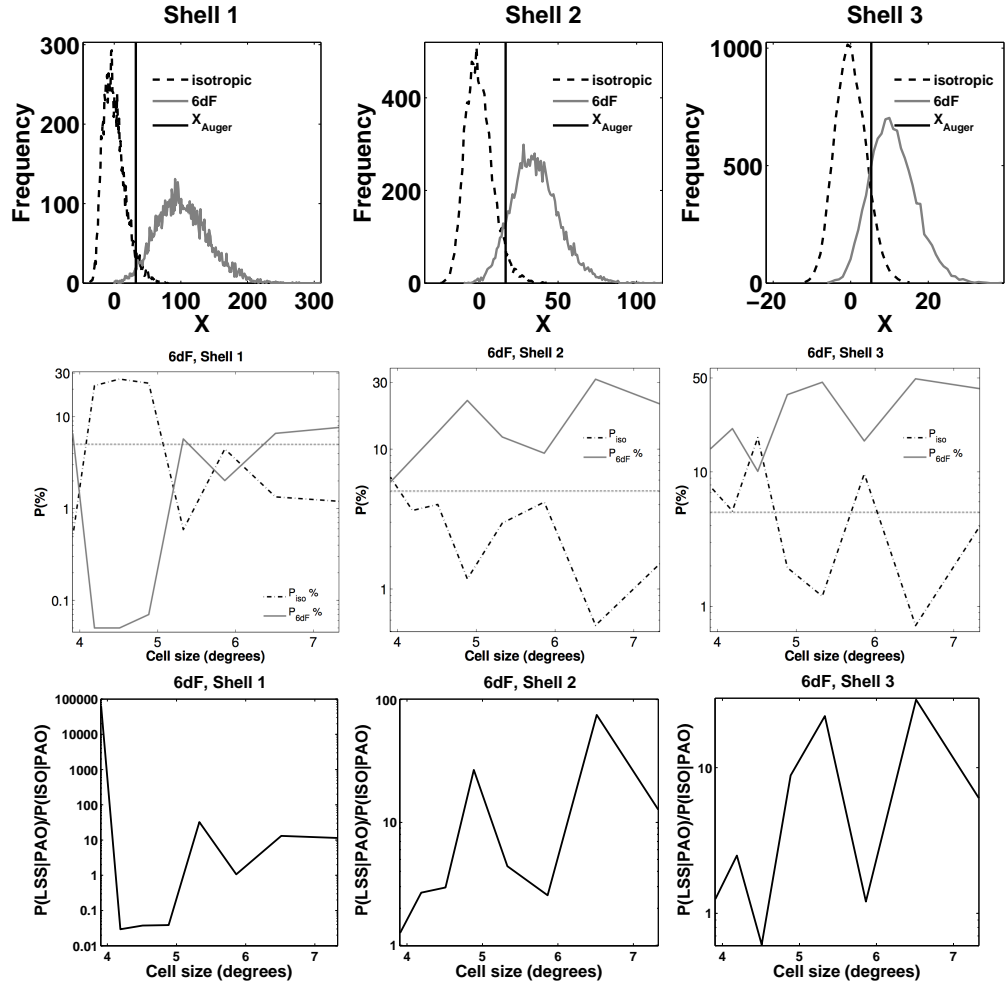 Shell 1
Frequency
300
200
100
0
isotropic
6dF
X_Auger
0 100 200 300
X
Shell 2
Frequency
400
200
0
isotropic
6dF
X_Auger
0 50 100
X
Shell 3
Frequency
1000
500
0
isotropic
6dF
X_Auger
−20 0 20
X
6dF, Shell 1
P(%)
30
10
1
0.1
P_iso %
P_6dF %
4 5 6 7
Cell size (degrees)
6dF, Shell 2
P(%)
30
10
1
P_iso
P_6dF %
4 5 6 7
Cell size (degrees)
6dF, Shell 3
P(%)
50
10
1
P_iso
P_6dF %
4 5 6 7
Cell size (degrees)
6dF, Shell 1
P(LSS|PAO)/P(ISO|PAO)
100000
10000
1000
100
10
1
0.1
0.01
4 5 6 7
Cell size (degrees)
6dF, Shell 2
P(LSS|PAO)/P(ISO|PAO)
100
10
1
4 5 6 7
Cell size (degrees)
6dF, Shell 3
P(LSS|PAO)/P(ISO|PAO)
10
1
4 5 6 7
Cell size (degrees)